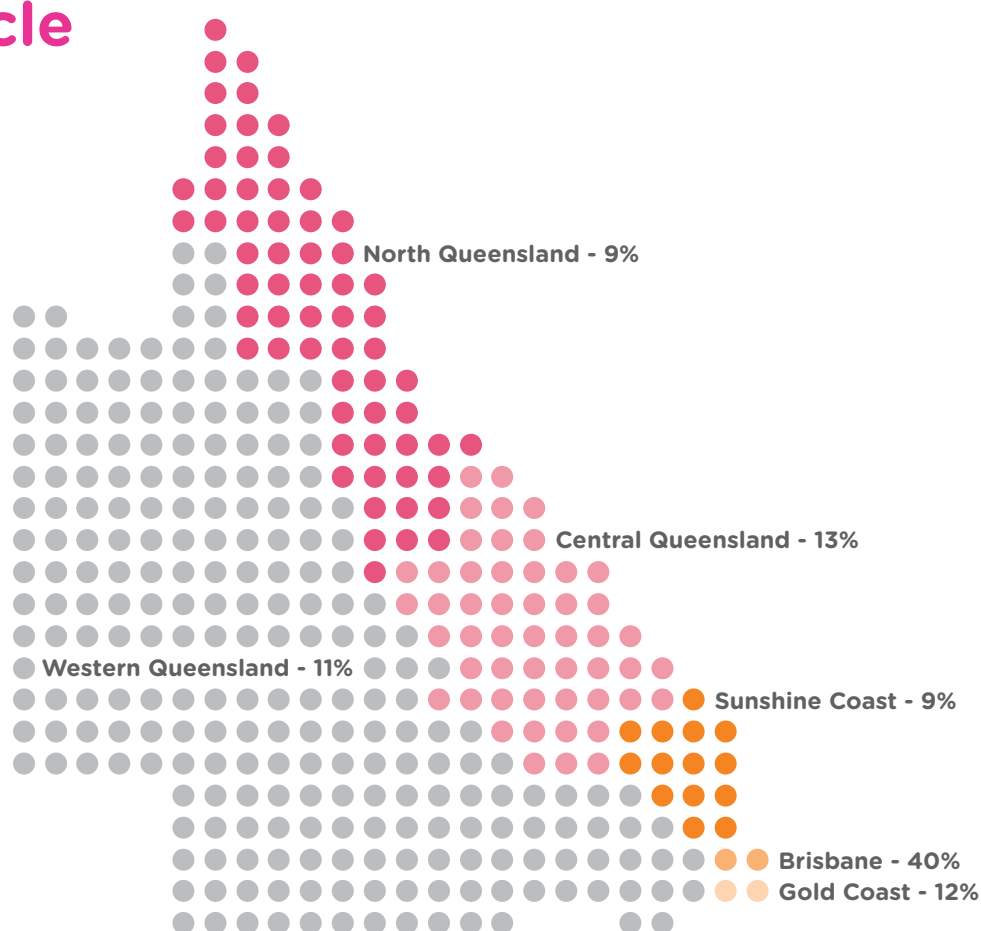 cle
North Queensland - 9%
Central Queensland - 13%
Western Queensland - 11%
Sunshine Coast - 9%
Brisbane - 40%
Gold Coast - 12%